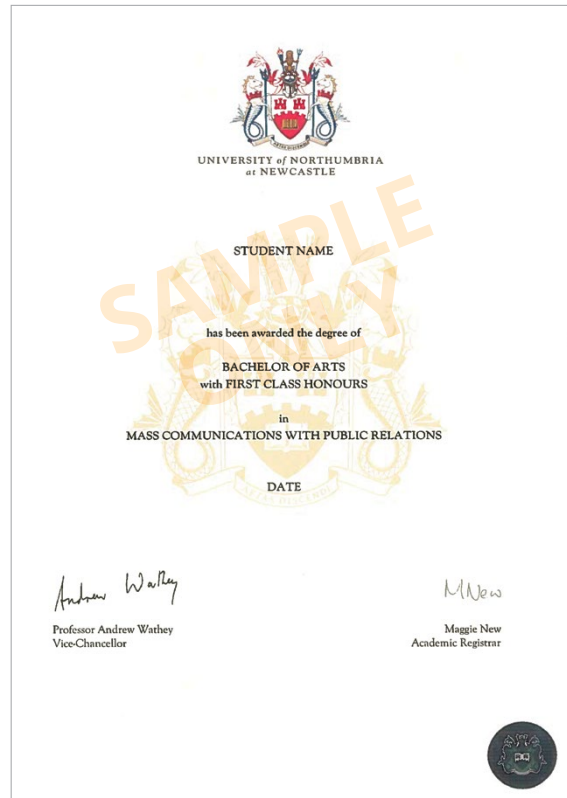 UNIVERSITY of NORTHUMBRIA
at NEWCASTLE
STUDENT NAME
SAMPLE
ONLY
has been awarded the degree of
BACHELOR OF ARTS
with FIRST CLASS HONOURS
in
MASS COMMUNICATIONS WITH PUBLIC RELATIONS
DATE
Andrew Wathey
MNew
Professor Andrew Wathey
Vice-Chancellor
Maggie New
Academic Registrar